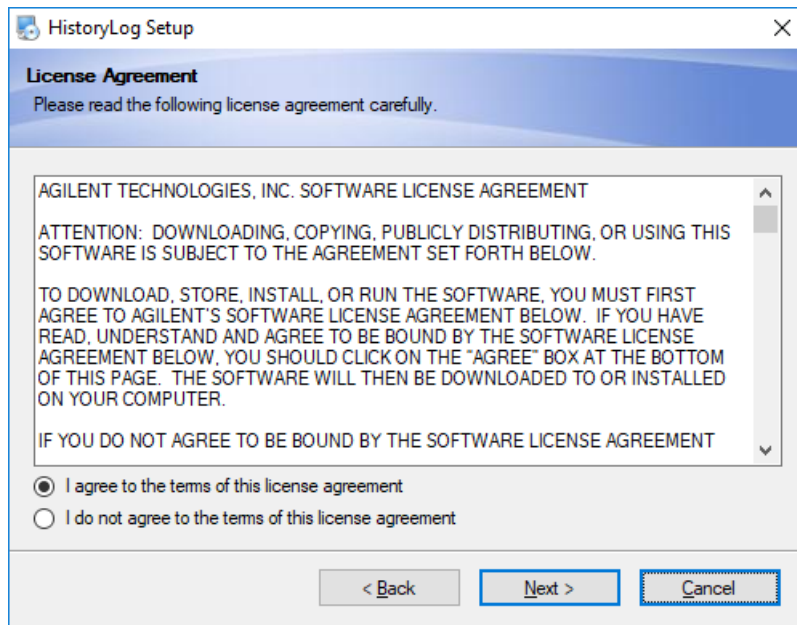 HistoryLog Setup
License Agreement
Please read the following license agreement carefully.
AGILENT TECHNOLOGIES, INC. SOFTWARE LICENSE AGREEMENT
ATTENTION:  DOWNLOADING, COPYING, PUBLICLY DISTRIBUTING, OR USING THIS
SOFTWARE IS SUBJECT TO THE AGREEMENT SET FORTH BELOW.
TO DOWNLOAD, STORE, INSTALL, OR RUN THE SOFTWARE, YOU MUST FIRST
AGREE TO AGILENT'S SOFTWARE LICENSE AGREEMENT BELOW.  IF YOU HAVE
READ, UNDERSTAND AND AGREE TO BE BOUND BY THE SOFTWARE LICENSE
AGREEMENT BELOW, YOU SHOULD CLICK ON THE "AGREE" BOX AT THE BOTTOM
OF THIS PAGE.  THE SOFTWARE WILL THEN BE DOWNLOADED TO OR INSTALLED
ON YOUR COMPUTER.
IF YOU DO NOT AGREE TO BE BOUND BY THE SOFTWARE LICENSE AGREEMENT
I agree to the terms of this license agreement
I do not agree to the terms of this license agreement
< Back
Next >
Cancel